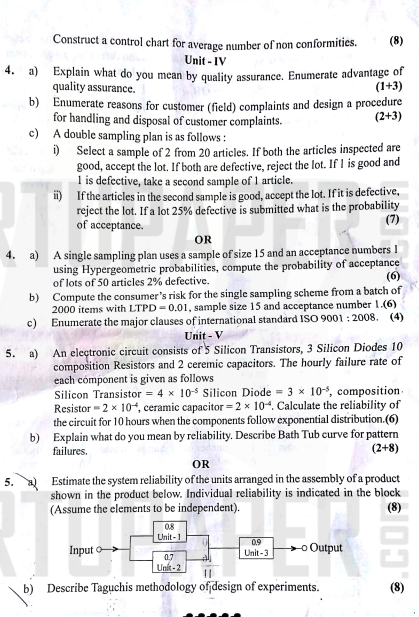 Construct a control chart for average number of non conformities. (8)
Unit - IV
4. a) Explain what do you mean by quality assurance. Enumerate advantage of
quality assurance. (1+3)
b) Enumerate reasons for customer (field) complaints and design a procedure
for handling and disposal of customer complaints. (2+3)
c) A double sampling plan is as follows :
i) Select a sample of 2 from 20 articles. If both the articles inspected are
good, accept the lot. If both are defective, reject the lot. If 1 is good and
1 is defective, take a second sample of 1 article.
ii) If the articles in the second sample is good, accept the lot. If it is defective,
reject the lot. If a lot 25% defective is submitted what is the probability
of acceptance. (7)
OR
4. a) A single sampling plan uses a sample of size 15 and an acceptance numbers 1
using Hypergeometric probabilities, compute the probability of acceptance
of lots of 50 articles 2% defective. (6)
b) Compute the consumer's risk for the single sampling scheme from a batch of
2000 items with LTPD = 0.01, sample size 15 and acceptance number 1.(6)
c) Enumerate the major clauses of international standard ISO 9001 : 2008. (4)
Unit - V
5. a) An electronic circuit consists of 5 Silicon Transistors, 3 Silicon Diodes 10
composition Resistors and 2 ceremic capacitors. The hourly failure rate of
each component is given as follows
Silicon Transistor = 4 × 10⁻⁵ Silicon Diode = 3 × 10⁻⁵, composition
Resistor = 2 × 10⁻⁴, ceramic capacitor = 2 × 10⁻⁴. Calculate the reliability of
the circuit for 10 hours when the components follow exponential distribution.(6)
b) Explain what do you mean by reliability. Describe Bath Tub curve for pattern
failures. (2+8)
OR
5. a) Estimate the system reliability of the units arranged in the assembly of a product
shown in the product below. Individual reliability is indicated in the block
(Assume the elements to be independent). (8)
0.8
Unit - 1
Input 0.9 Output
Unit - 3
0.7
Unit - 2
b) Describe Taguchis methodology of design of experiments. (8)